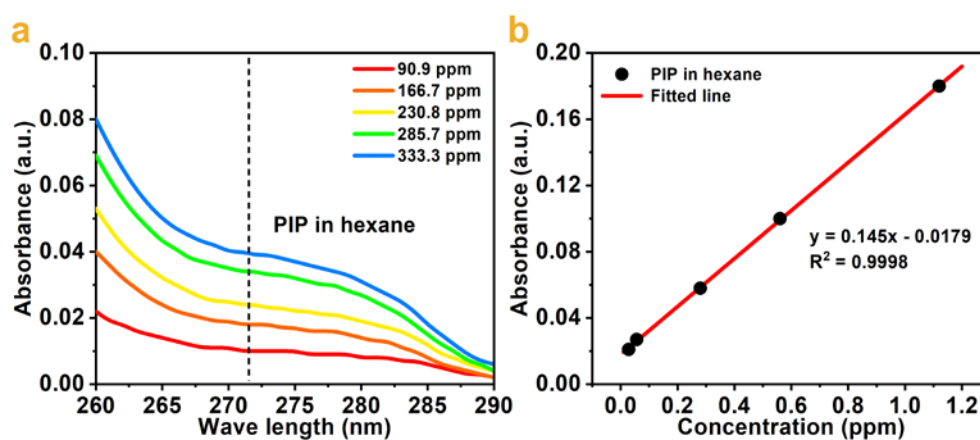 a
0.10
0.08
0.06
0.04
0.02
0.00
Absorbance (a.u.)
260 265 270 275 280 285 290
Wave length (nm)
90.9 ppm
166.7 ppm
230.8 ppm
285.7 ppm
333.3 ppm
PIP in hexane
b
0.20
0.16
0.12
0.08
0.04
0.00
Absorbance (a.u.)
0.0 0.2 0.4 0.6 0.8 1.0 1.2
Concentration (ppm)
PIP in hexane
Fitted line
y = 0.145x - 0.0179
R² = 0.9998